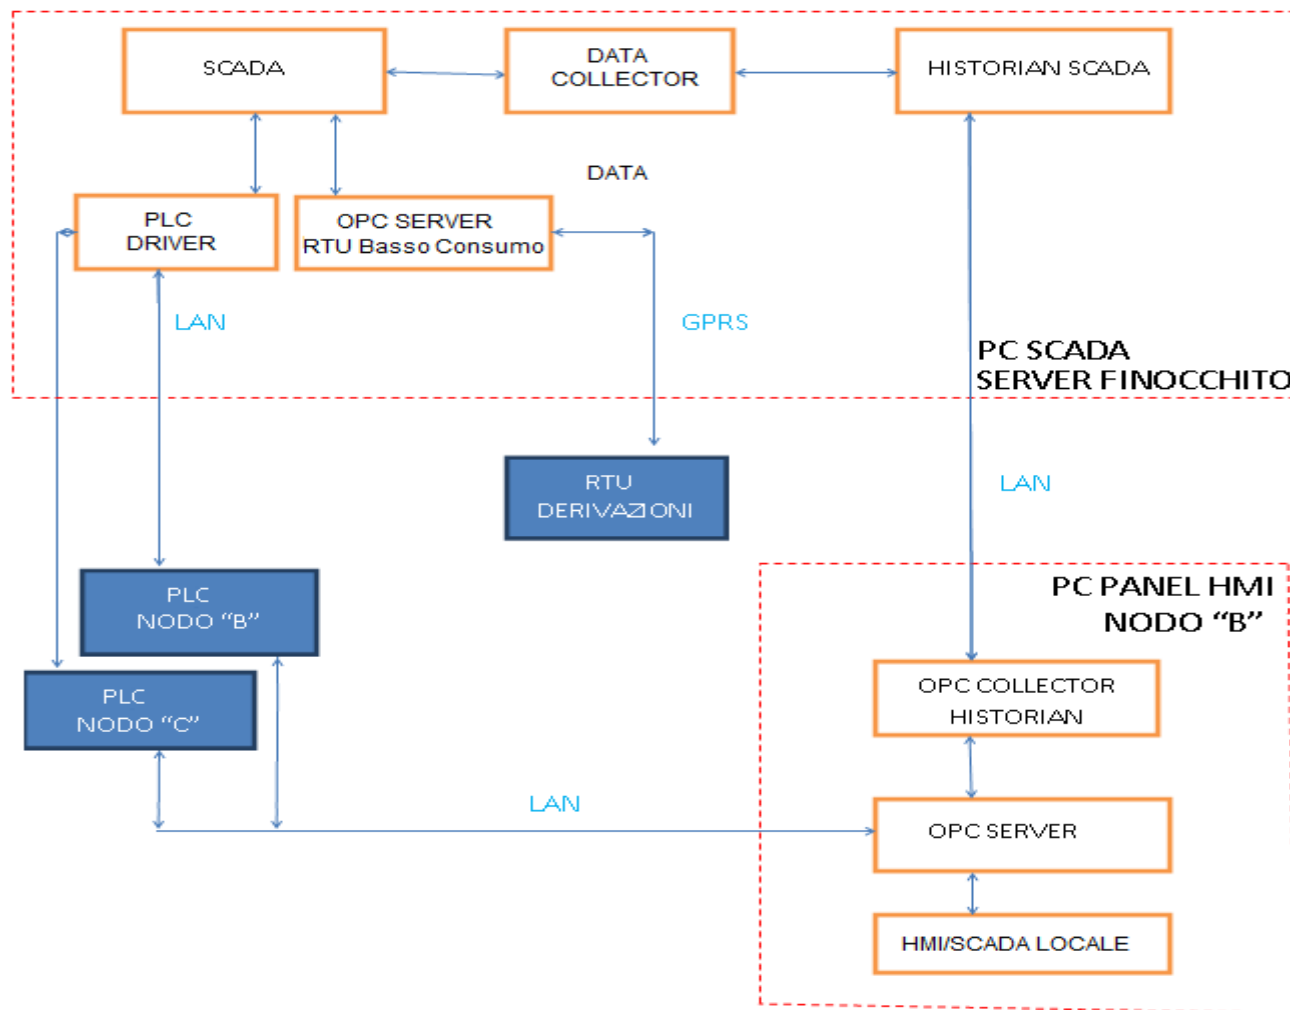 SCADA
DATA
COLLECTOR
HISTORIAN SCADA
DATA
PLC
DRIVER
OPC SERVER
RTU Basso Consumo
LAN
GPRS
PC SCADA
SERVER FINOCCHITO
RTU
DERIVAZIONI
LAN
PLC
NODO “B”
PC PANEL HMI
NODO “B”
PLC
NODO “C”
OPC COLLECTOR
HISTORIAN
LAN
OPC SERVER
HMI/SCADA LOCALE